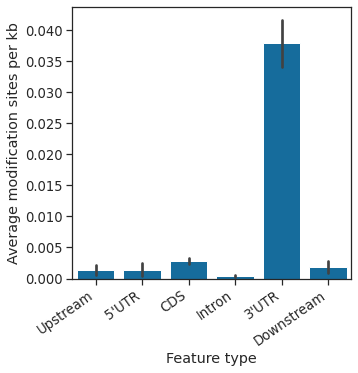 Average modification sites per kb
0.040
0.035
0.030
0.025
0.020
0.015
0.010
0.005
0.000
Upstream
5'UTR
CDS
Intron
3'UTR
Downstream
Feature type